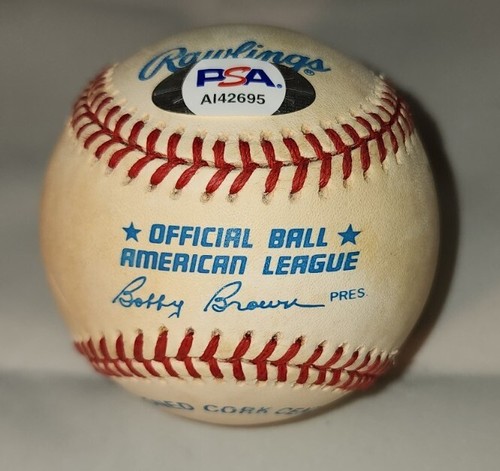 Rawlings®
PSA
AI42695
★ OFFICIAL BALL ★
AMERICAN LEAGUE
Bobby Brown PRES.
CORK